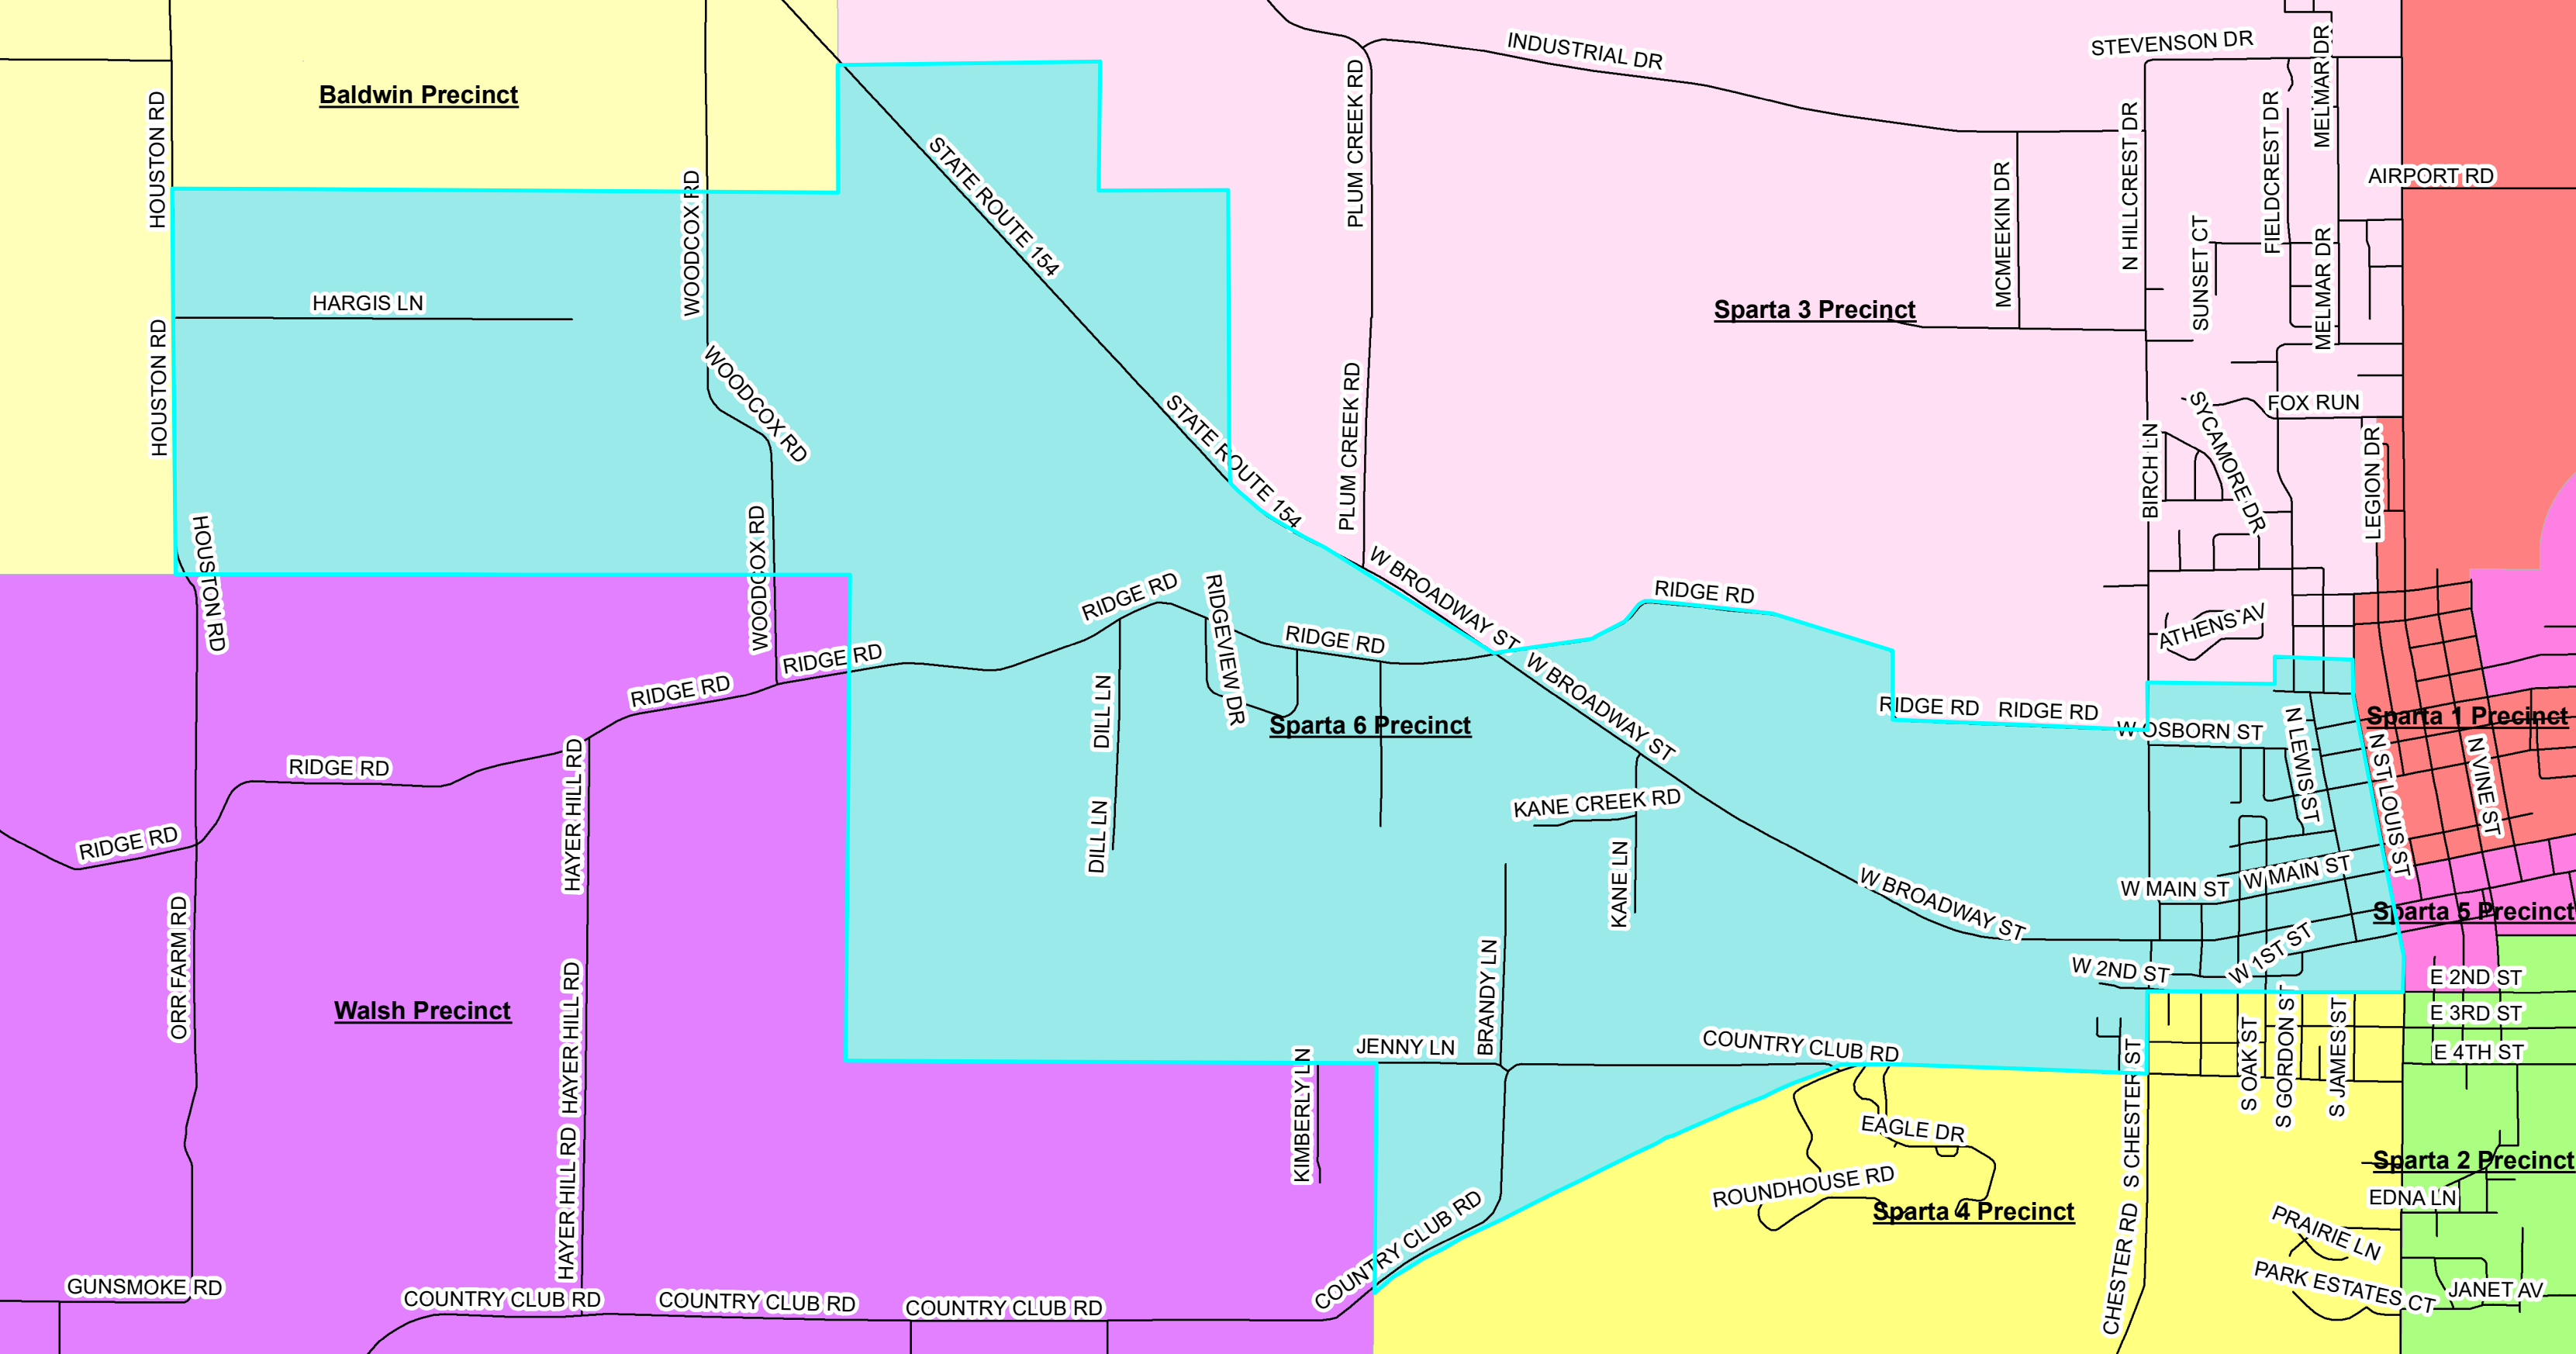 INDUSTRIAL DR
STEVENSON DR
MELMAR DR
Baldwin Precinct
HOUSTON RD
PLUM CREEK RD
N HILLCREST DR
FIELDCREST DR
AIRPORT RD
STATE ROUTE 154
WOODCOX RD
MCMEEKIN DR
SUNSET CT
MELMAR DR
HARGIS LN
Sparta 3 Precinct
HOUSTON RD
WOODCOX RD
STATE ROUTE 154
PLUM CREEK RD
SYCAMORE DR
FOX RUN
BIRCH LN
LEGION DR
HOUSTON RD
WOODCOX RD
W BROADWAY ST
RIDGE RD
RIDGE RD
RIDGEVIEW DR
RIDGE RD
ATHENS AV
RIDGE RD
RIDGE RD
W BROADWAY ST
DILL LN
Sparta 6 Precinct
RIDGE RD
RIDGE RD
W OSBORN ST
N LEWIS ST
Sparta 1 Precinct
N ST LOUIS ST
N VINE ST
RIDGE RD
HAYER HILL RD
KANE CREEK RD
RIDGE RD
DILL LN
KANE LN
W BROADWAY ST
W MAIN ST
W MAIN ST
Sparta 5 Precinct
ORR FARM RD
HAYER HILL RD
BRANDY LN
W 2ND ST
W 1ST ST
E 2ND ST
Walsh Precinct
E 3RD ST
JENNY LN
COUNTRY CLUB RD
E 4TH ST
HAYER HILL RD
KIMBERLY LN
S CHESTER ST
S OAK ST
S GORDON ST
S JAMES ST
EAGLE DR
Sparta 2 Precinct
ROUNDHOUSE RD
EDNA LN
Sparta 4 Precinct
HAYER HILL RD
COUNTRY CLUB RD
CHESTER RD
PRAIRIE LN
GUNSMOKE RD
COUNTRY CLUB RD
COUNTRY CLUB RD
COUNTRY CLUB RD
PARK ESTATES CT
JANET AV